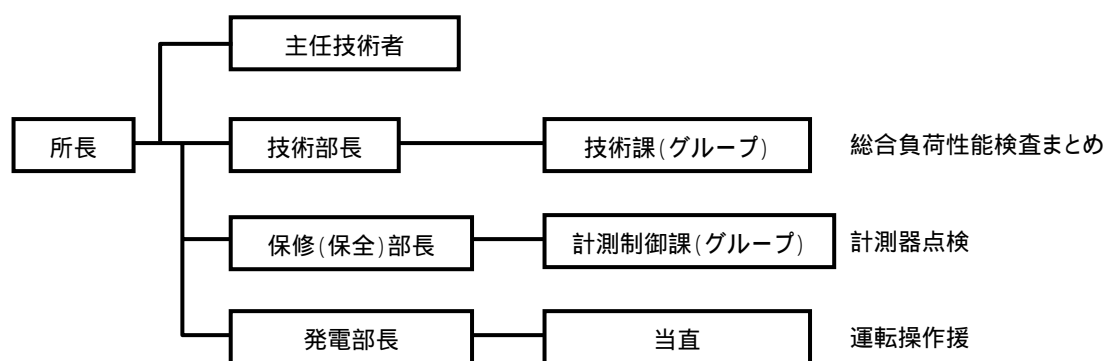 主任技術者
所長
技術部長
技術課(グループ)
総合負荷性能検査まとめ
保修(保全)部長
計測制御課(グループ)
計測器点検
発電部長
当直
運転操作援